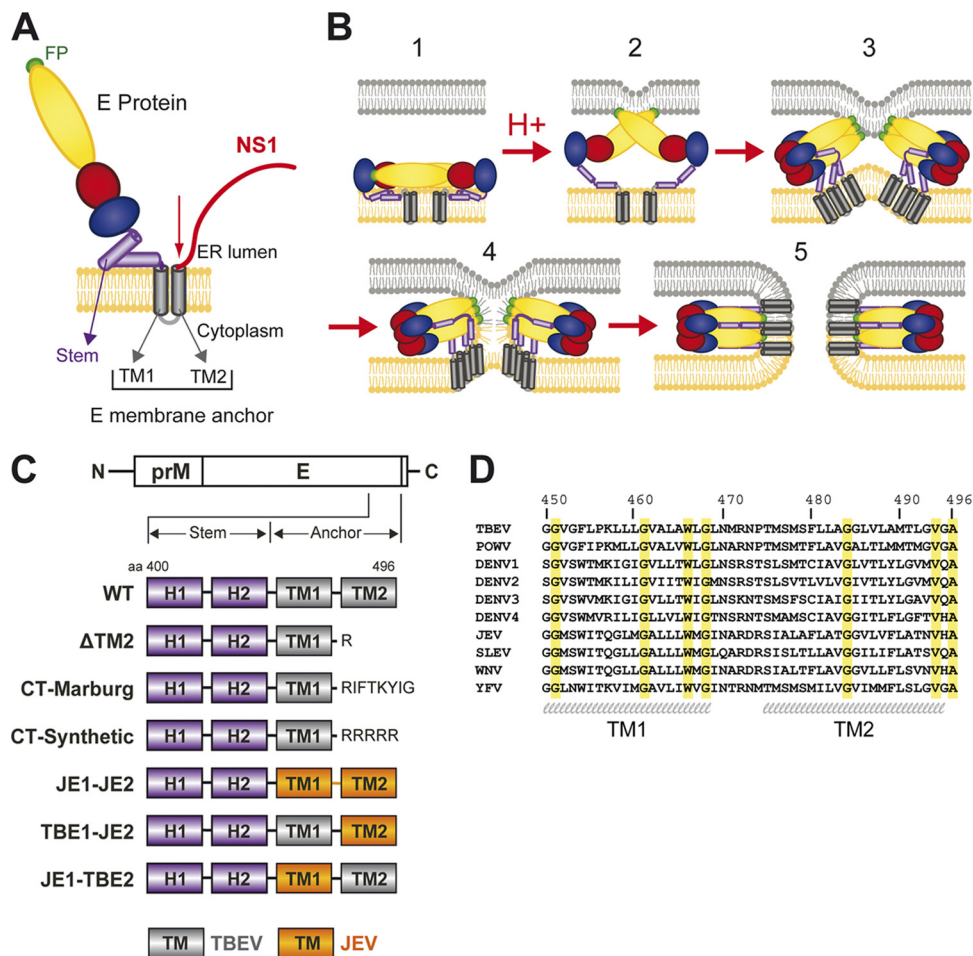 A
FP
E Protein
NS1
ER lumen
Cytoplasm
Stem
TM1 TM2
E membrane anchor
B
1 2 3
H+
4 5
C
N prM E C
Stem Anchor
aa 400 496
WT H1 H2 TM1 TM2
ΔTM2 H1 H2 TM1 R
CT-Marburg H1 H2 TM1 RIFTKYIG
CT-Synthetic H1 H2 TM1 RRRRR
JE1-JE2 H1 H2 TM1 TM2
TBE1-JE2 H1 H2 TM1 TM2
JE1-TBE2 H1 H2 TM1 TM2
TM TBEV TM JEV
D
450 460 470 480 490 496
TBEV GGVGFLPKLLLGVALAWLGLNMRNPTMSMSFLLAGGLVLAMTLGVGA
POWV GGVGFIPKMLLGVALVWLGLNARNPTMSMTFLAVGALTLMMTMGVGA
DENV1 SGVSWTMKIGIGVLLTWLGLNSRSTSLSMTCIAVGLVTLYLGVMVQA
DENV2 SGVSWTMKILIGVIITWIGMNSRSTSLSVTLVLVGIVTLYLGVMVQA
DENV3 SGVSWVMKIGIGVLLTWIGLNSKNTSMSFSCIAIGIITLYLGAVVQA
DENV4 GGVSWMVRILIGLLVLWIGTNSRNTSMAMSCIAVGGITLFLGFTVHA
JEV GGMSWITQGLMGALLLWMGLNARDRSIALAFLATGGVLVFLATNVHA
SLEV GGMSWITQGLLGALLLWMGLQARDRSISLTFLAVGGILIFLATSVQA
WNV GGMSWITQGLLGALLLWMGINARDRSIALTFLAVGGVLLFLSVNVHA
YFV GGLNWITKVIMGAVLIWVGINTRNMTMSMSMILVGVIMMFLSLGVGA
TM1 TM2